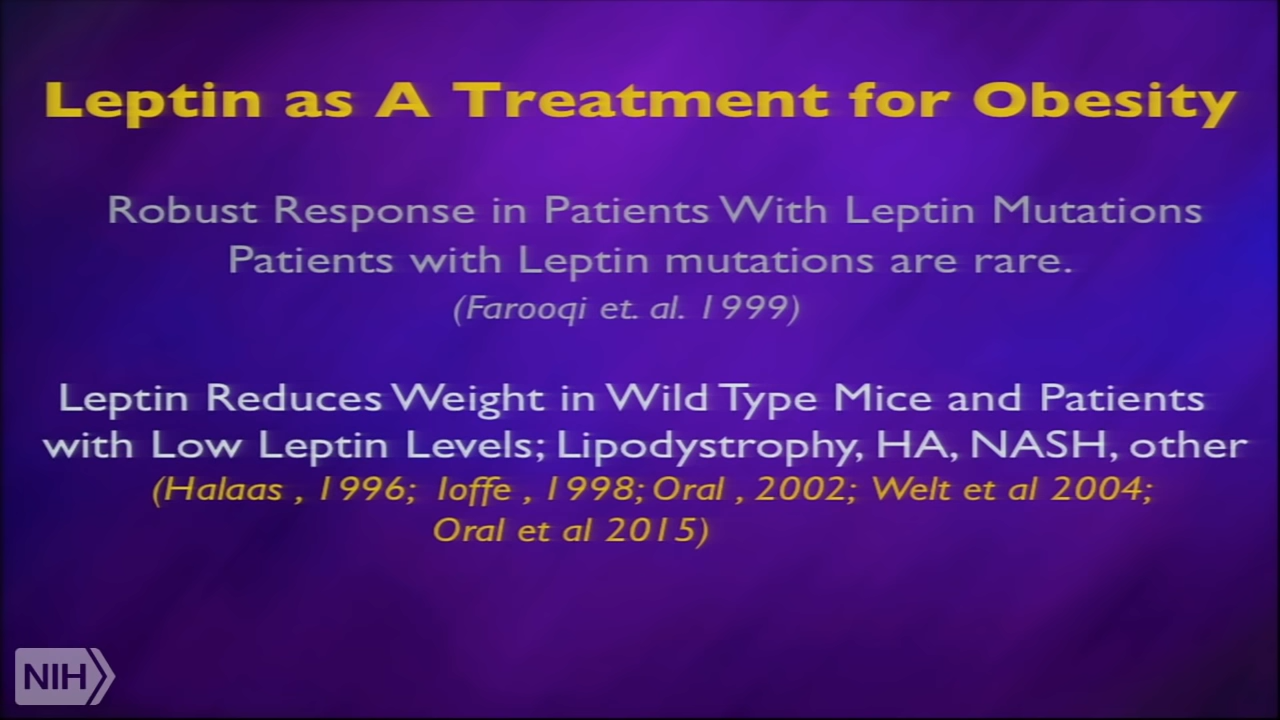 Leptin as A Treatment for Obesity
Robust Response in Patients With Leptin Mutations
Patients with Leptin mutations are rare.
(Farooqi et. al. 1999)
Leptin Reduces Weight in Wild Type Mice and Patients
with Low Leptin Levels; Lipodystrophy, HA, NASH, other
(Halaas , 1996; Ioffe , 1998; Oral , 2002; Welt et al 2004;
Oral et al 2015)
NIH